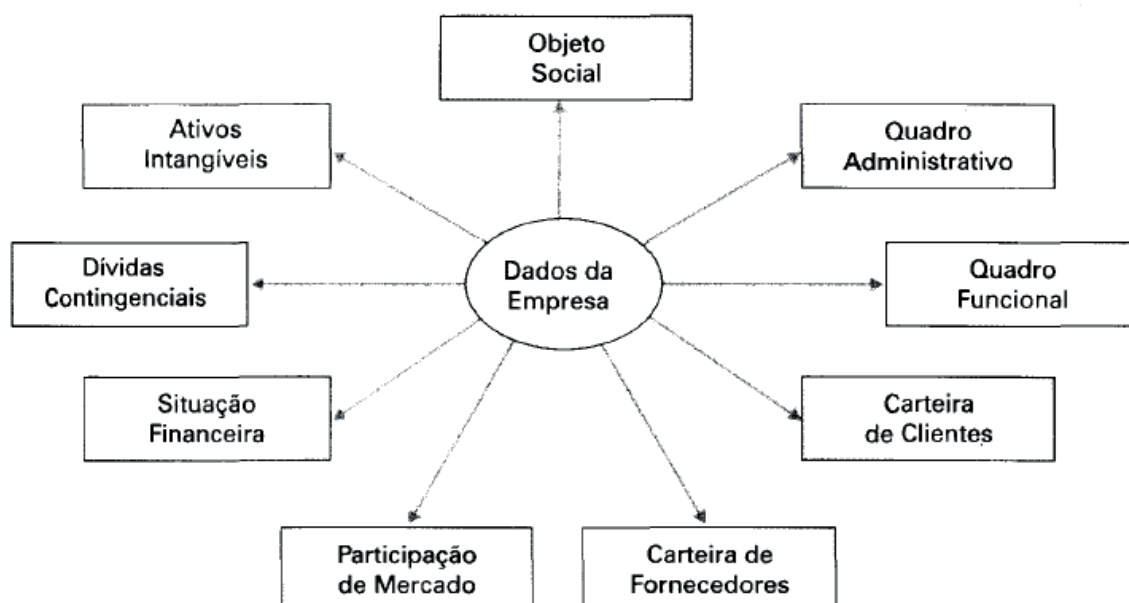 Objeto
Social
Ativos
Intangíveis
Quadro
Administrativo
Dívidas
Contingenciais
Dados da
Empresa
Quadro
Funcional
Situação
Financeira
Carteira
de Clientes
Participação
de Mercado
Carteira de
Fornecedores